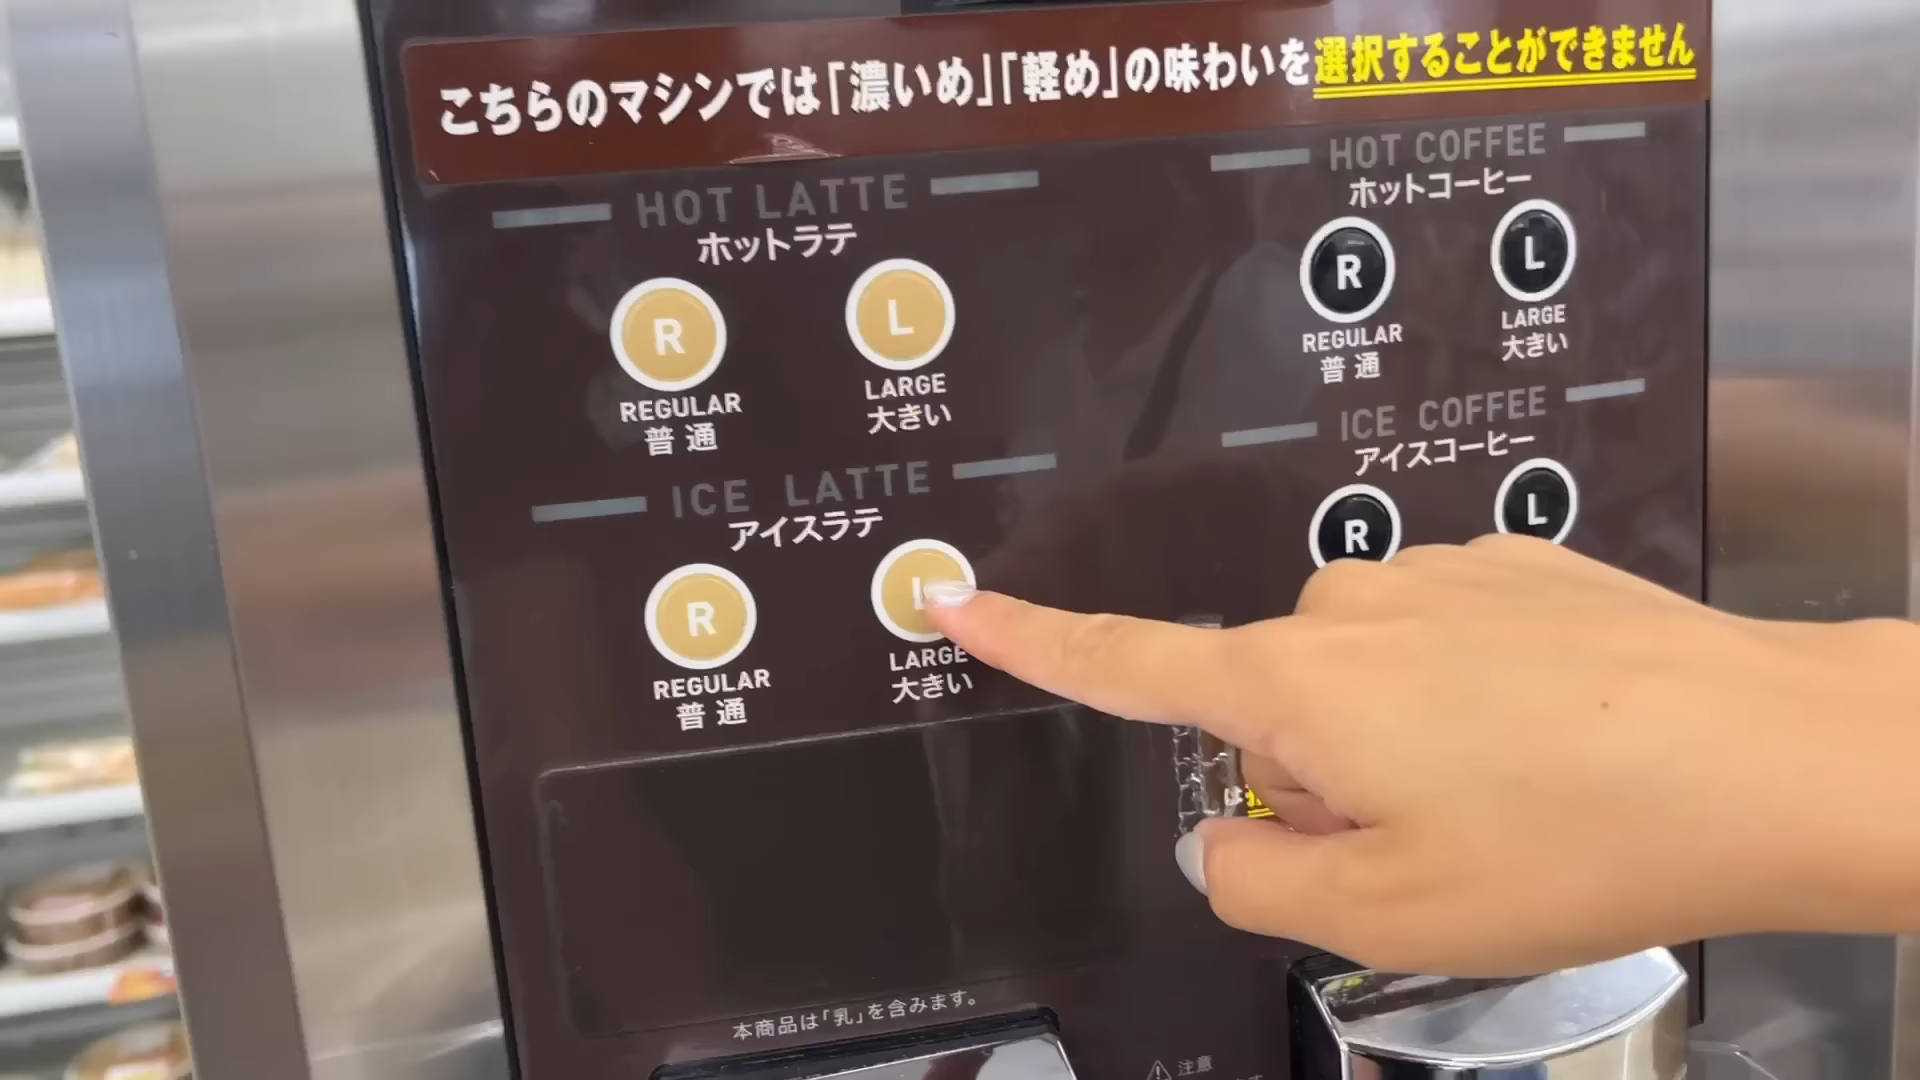 こちらのマシンでは「濃いめ」「軽め」の味わいを選択することができません
HOT LATTE
ホットラテ
R
L
REGULAR
普通
LARGE
大きい
ICE LATTE
アイスラテ
R
L
REGULAR
普通
LARGE
大きい
HOT COFFEE
ホットコーヒー
R
L
REGULAR
普通
LARGE
大きい
ICE COFFEE
アイスコーヒー
R
L
本商品は「乳」を含みます。
注意